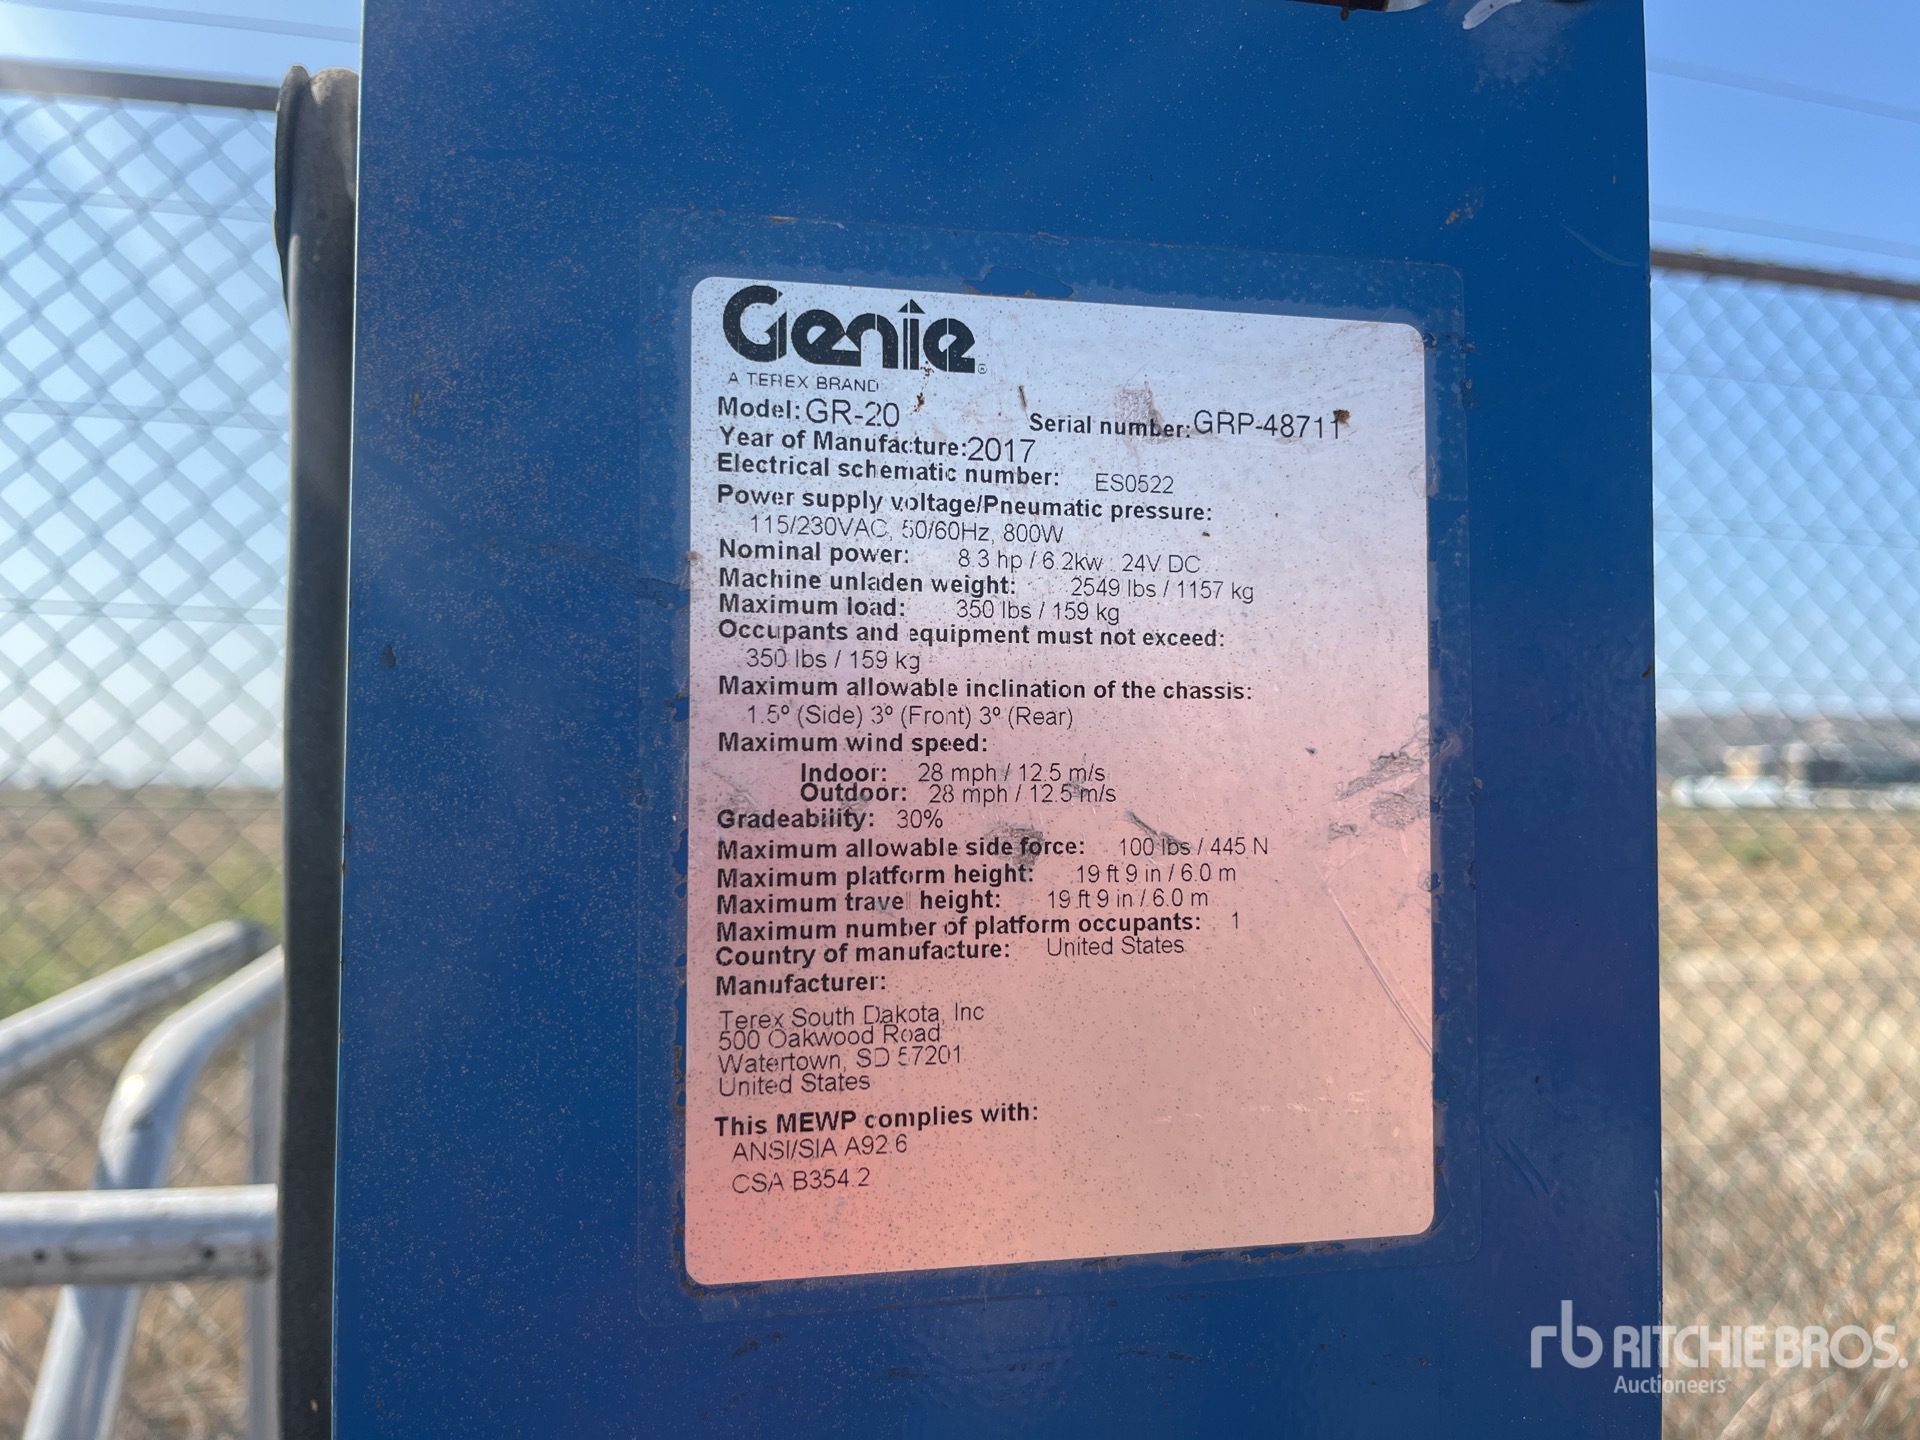 Genie®
A TEREX BRAND
Model: GR-20 Serial number: GRP-48711
Year of Manufacture: 2017
Electrical schematic number: ES0522
Power supply voltage/Pneumatic pressure:
115/230VAC, 50/60Hz, 800W
Nominal power: 8.3 hp / 6.2kw 24V DC
Machine unladen weight: 2549 lbs / 1157 kg
Maximum load: 350 lbs / 159 kg
Occupants and equipment must not exceed:
350 lbs / 159 kg
Maximum allowable inclination of the chassis:
1.5º (Side) 3º (Front) 3º (Rear)
Maximum wind speed:
Indoor: 28 mph / 12.5 m/s
Outdoor: 28 mph / 12.5 m/s
Gradeability: 30%
Maximum allowable side force: 100 lbs / 445 N
Maximum platform height: 19 ft 9 in / 6.0 m
Maximum travel height: 19 ft 9 in / 6.0 m
Maximum number of platform occupants: 1
Country of manufacture: United States
Manufacturer:
Terex South Dakota, Inc
500 Oakwood Road
Watertown, SD 57201
United States
This MEWP complies with:
ANSI/SIA A92.6
CSA B354.2
rb RITCHIE BROS.
Auctioneers